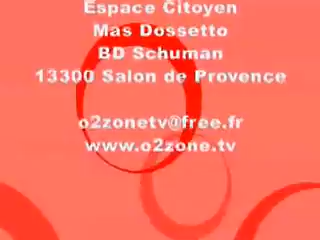 Espace Citoyen
Mas Dossetto
BD Schuman
13300 Salon de Provence
o2zonetv@free.fr
www.o2zone.tv